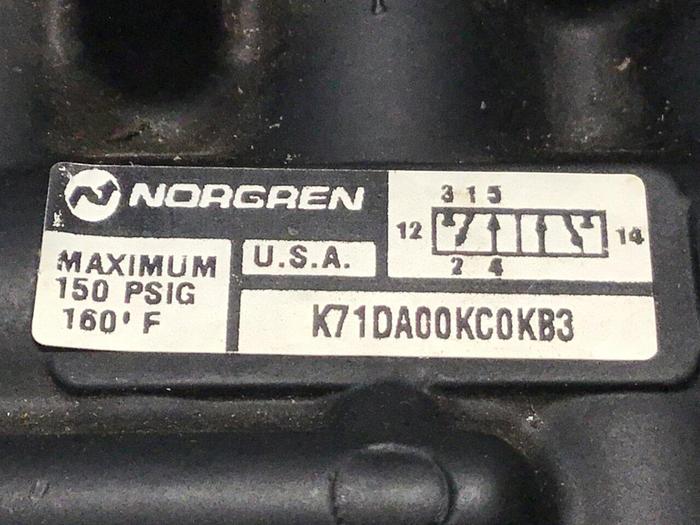 NORGREN
MAXIMUM
150 PSIG
160' F
U.S.A.
3 1 5
12
14
2 4
K71DA00KC0KB3